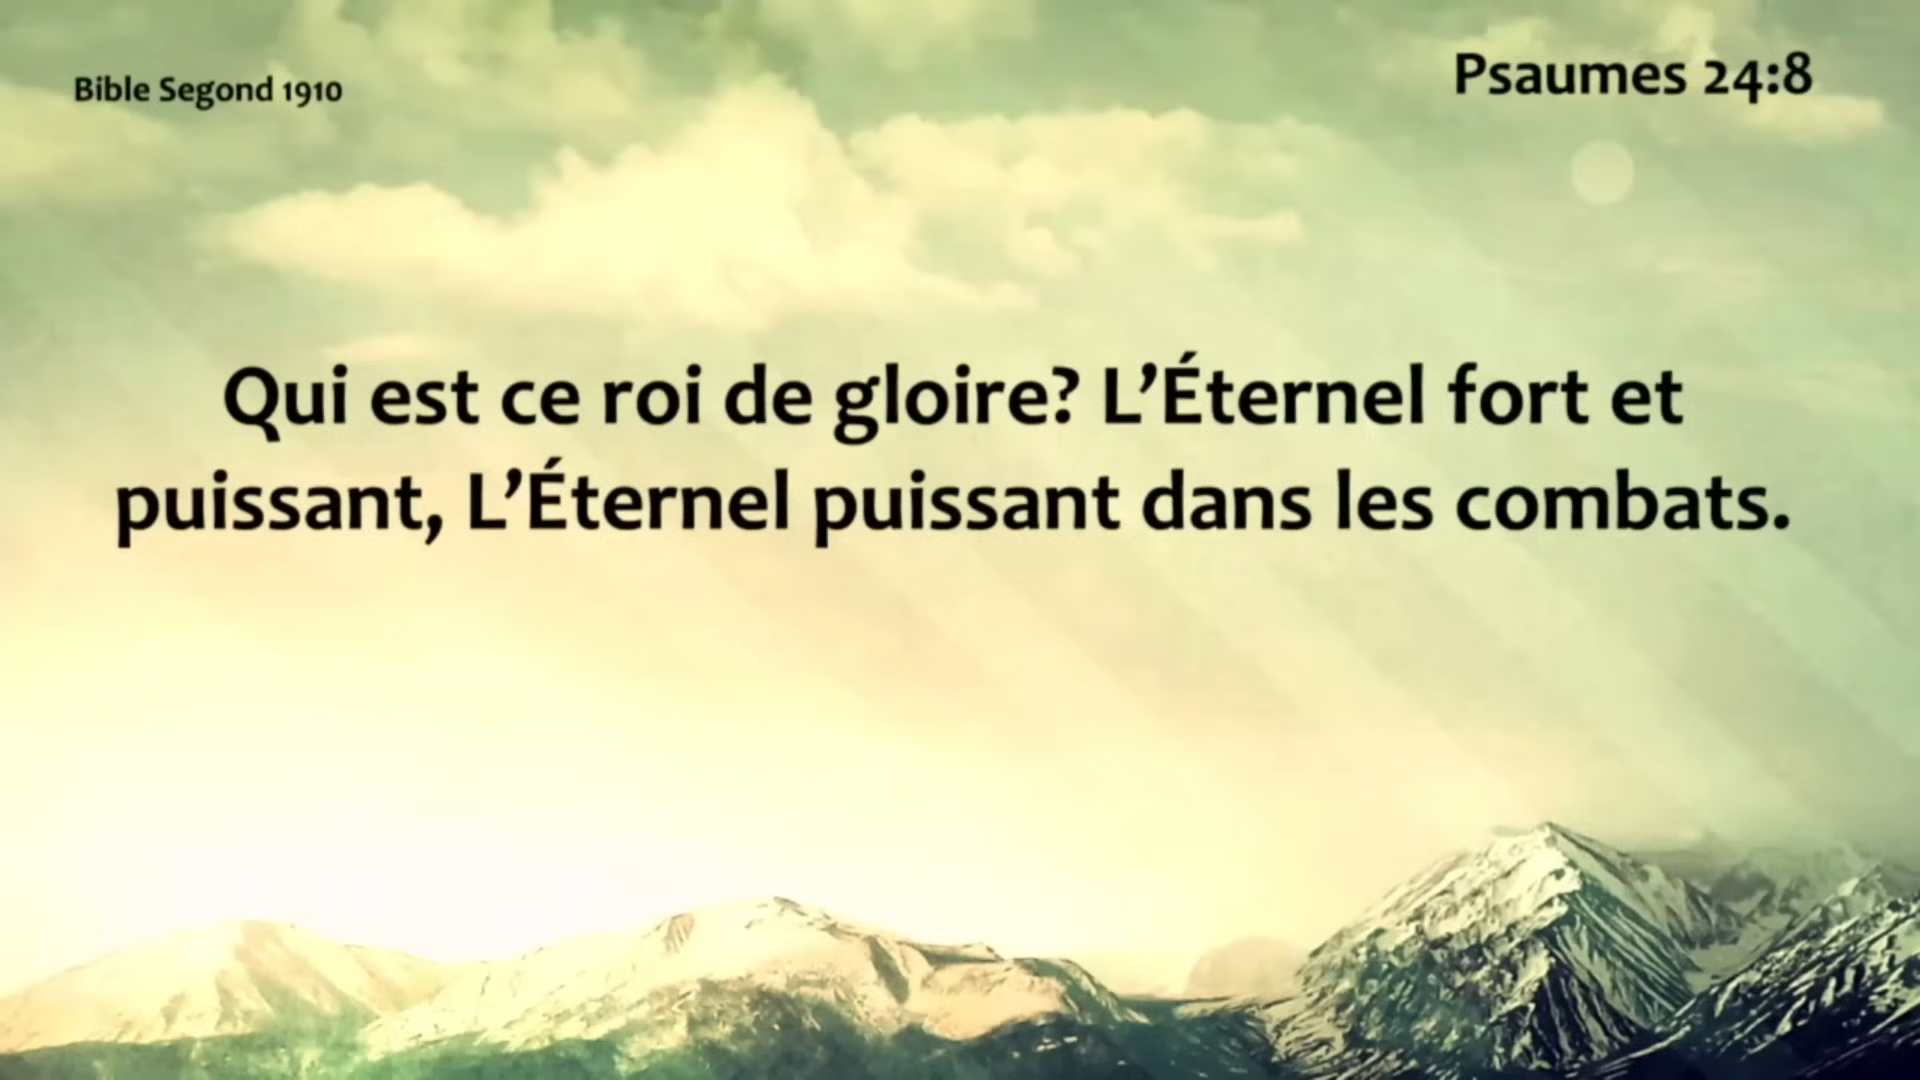 Bible Segond 1910
Psaumes 24:8
Qui est ce roi de gloire? L’Éternel fort et
puissant, L’Éternel puissant dans les combats.